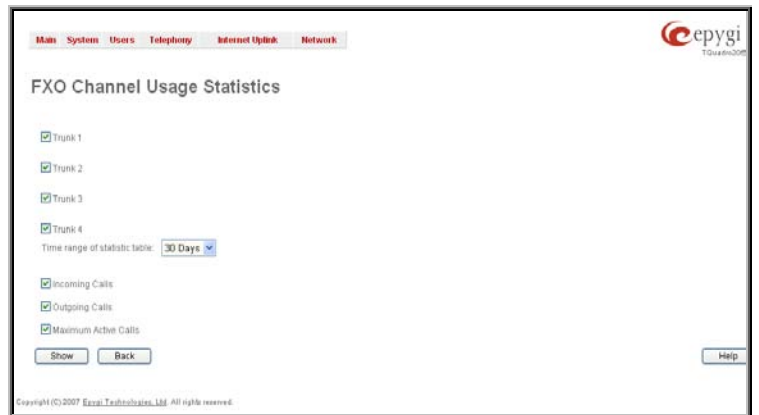 Main System Users Telephony Internet Uplink Network
epygi
FXO Channel Usage Statistics
Trunk 1
Trunk 2
Trunk 3
Trunk 4
Time range of statistic table: 30 Days
Incoming Calls
Outgoing Calls
Maximum Active Calls
Show Back Help
Copyright (C) 2007 Epygi Technologies, Ltd. All rights reserved.